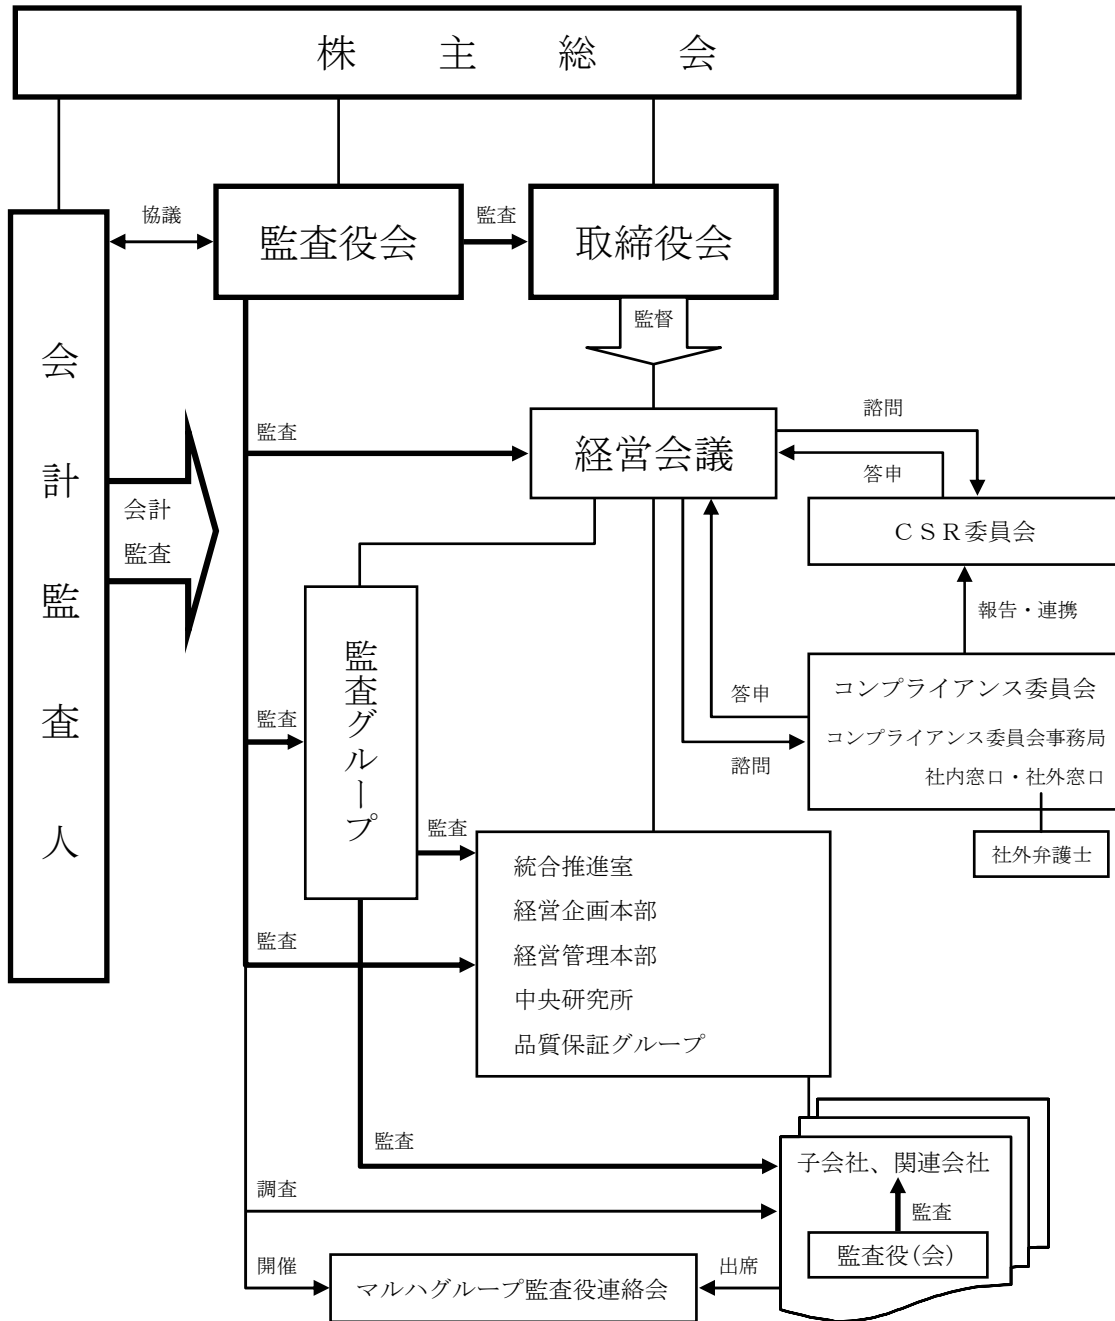 株主総会
協議
監査役会
監査
取締役会
監督
会計監査人
会計
監査
監査
経営会議
諮問
答申
ＣＳＲ委員会
報告・連携
監査グループ
監査
答申
諮問
コンプライアンス委員会
コンプライアンス委員会事務局
社内窓口・社外窓口
社外弁護士
監査
監査
統合推進室
経営企画本部
経営管理本部
中央研究所
品質保証グループ
監査
子会社、関連会社
調査
監査
監査役(会)
開催
マルハグループ監査役連絡会
出席